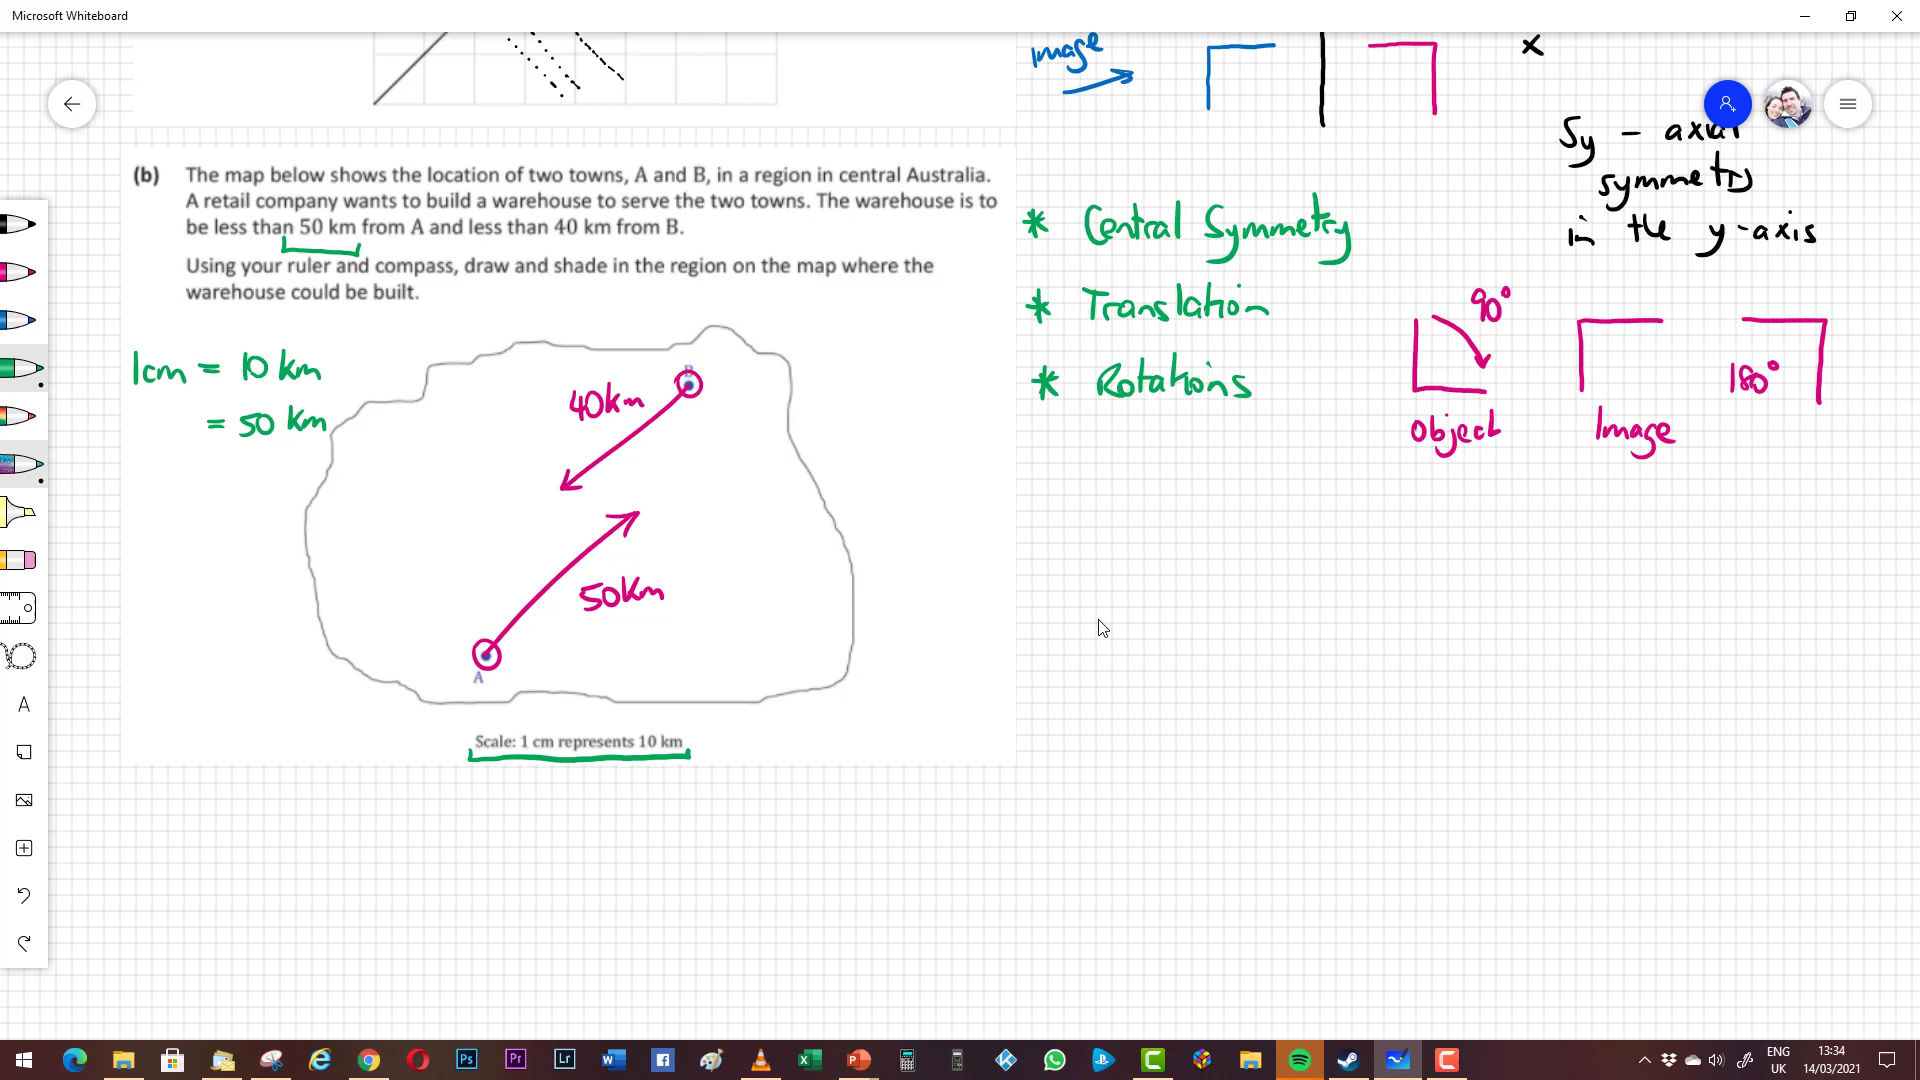 Microsoft Whiteboard
Image
x
Sy - axial
symmetry
in the y-axis
(b) The map below shows the location of two towns, A and B, in a region in central Australia.
A retail company wants to build a warehouse to serve the two towns. The warehouse is to
be less than 50 km from A and less than 40 km from B.
Using your ruler and compass, draw and shade in the region on the map where the
warehouse could be built.
1cm = 10 km
= 50 km
B
40km
50km
A
Scale: 1 cm represents 10 km
* Central Symmetry
* Translation
* Rotations
90°
180°
Object
Image
A
ENG
UK
13:34
14/03/2021